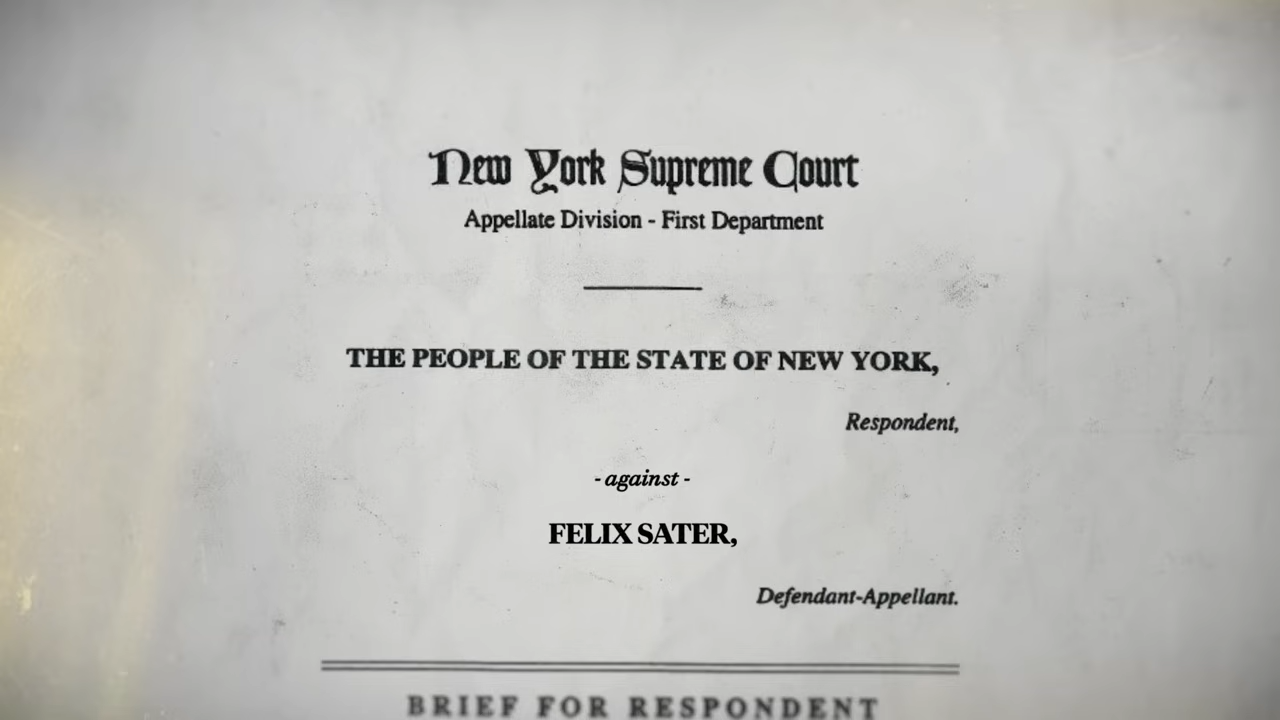 New York Supreme Court
Appellate Division - First Department
THE PEOPLE OF THE STATE OF NEW YORK,
Respondent,
- against -
FELIX SATER,
Defendant-Appellant.
BRIEF FOR RESPONDENT